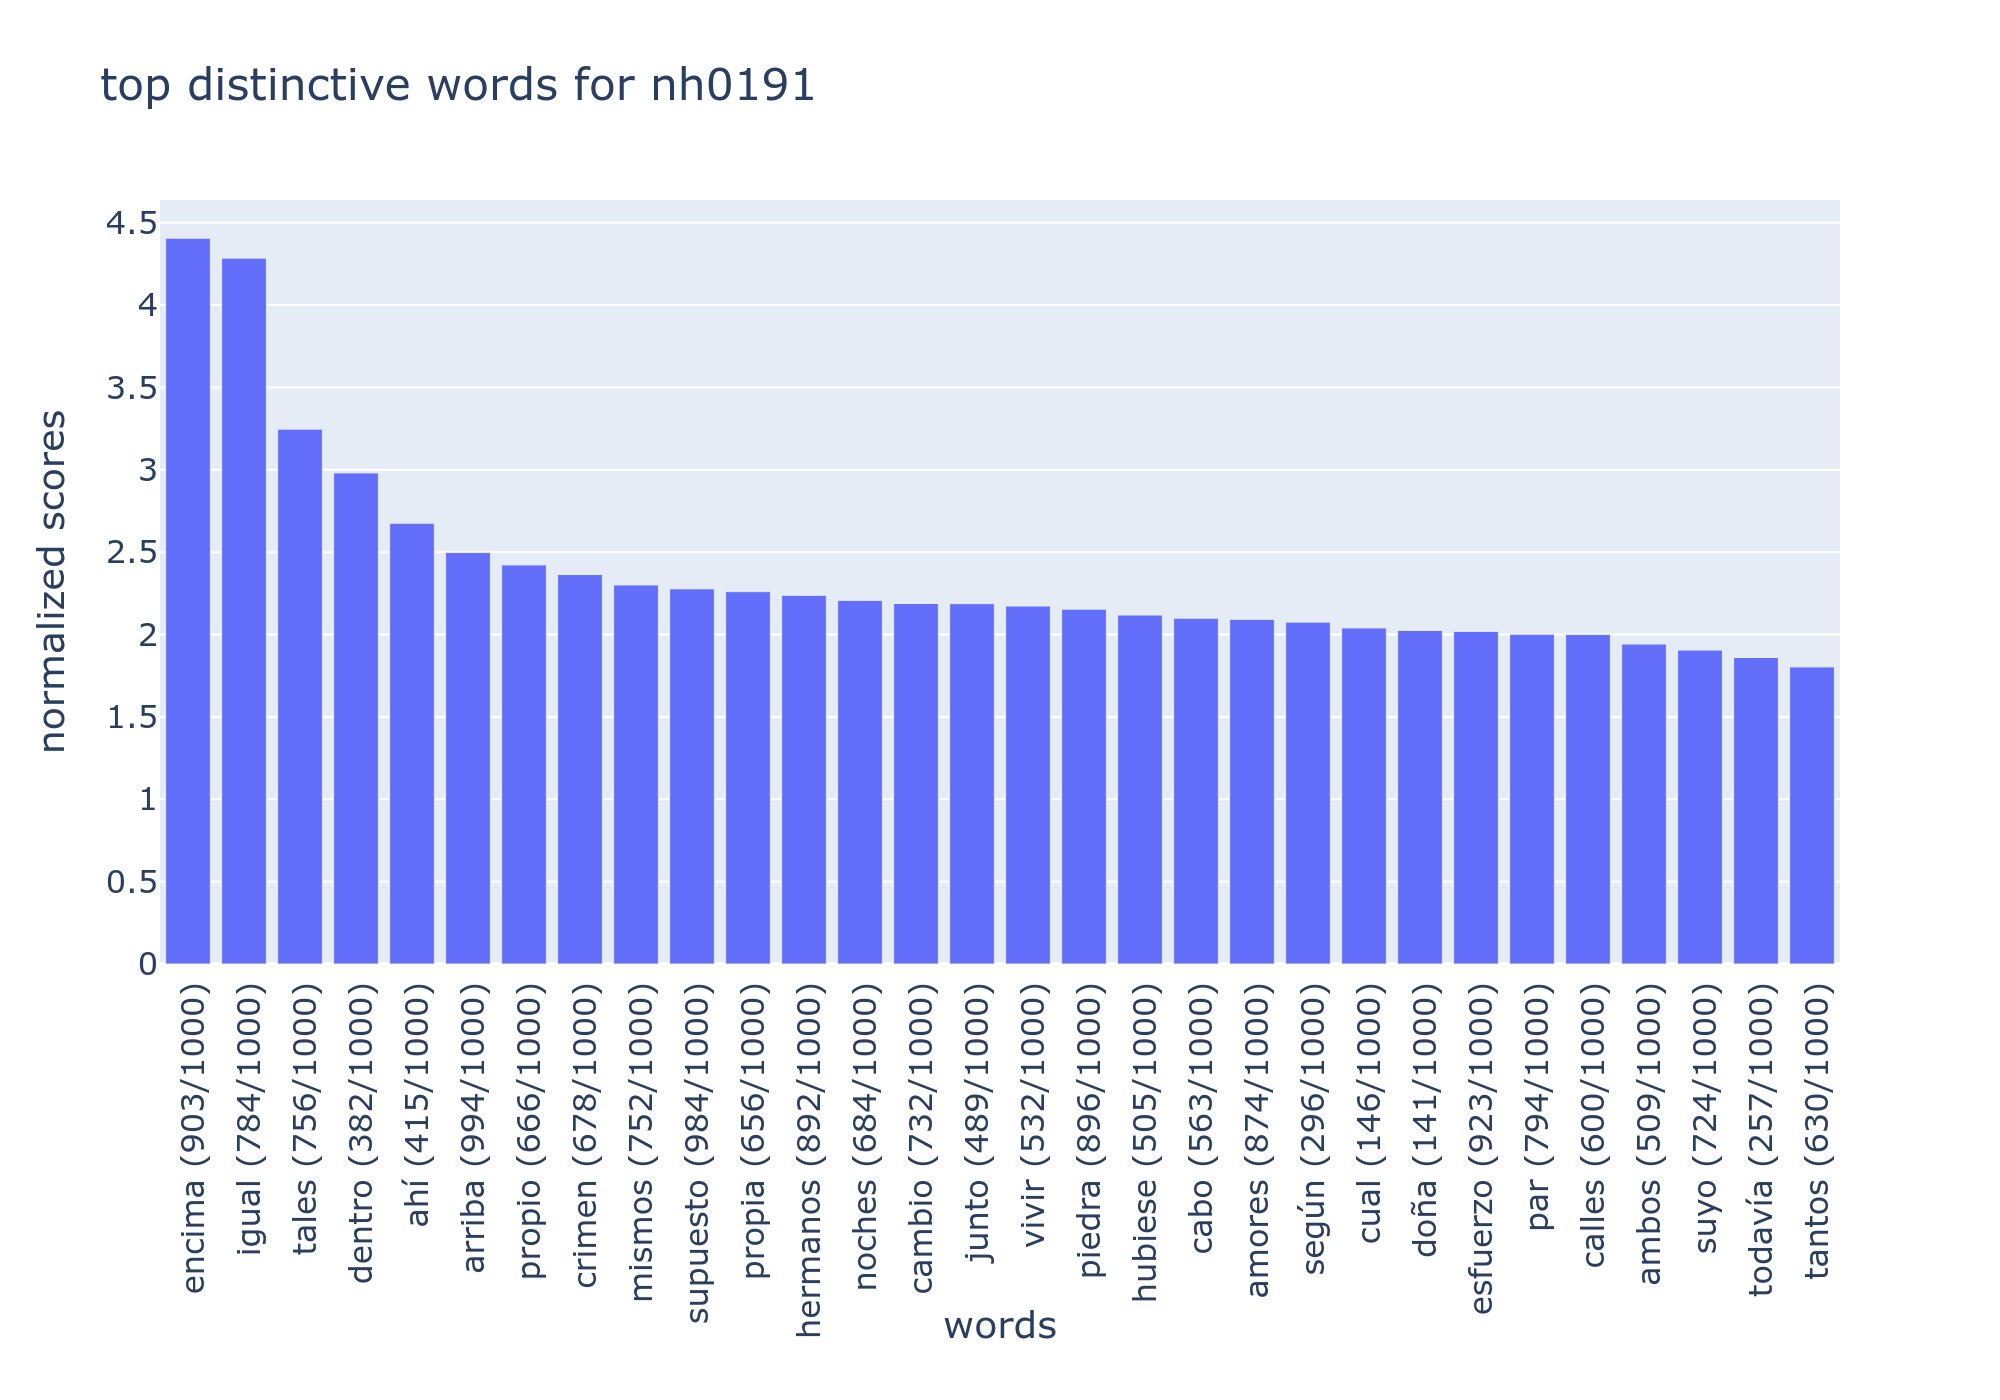 top distinctive words for nh0191
normalized scores
4.5
4
3.5
3
2.5
2
1.5
1
0.5
0
encima (903/1000)
igual (784/1000)
tales (756/1000)
dentro (382/1000)
ahí (415/1000)
arriba (994/1000)
propio (666/1000)
crimen (678/1000)
mismos (752/1000)
supuesto (984/1000)
propia (656/1000)
hermanos (892/1000)
noches (684/1000)
cambio (732/1000)
junto (489/1000)
vivir (532/1000)
piedra (896/1000)
hubiese (505/1000)
cabo (563/1000)
amores (874/1000)
según (296/1000)
cual (146/1000)
doña (141/1000)
esfuerzo (923/1000)
par (794/1000)
calles (600/1000)
ambos (509/1000)
suyo (724/1000)
todavía (257/1000)
tantos (630/1000)
words